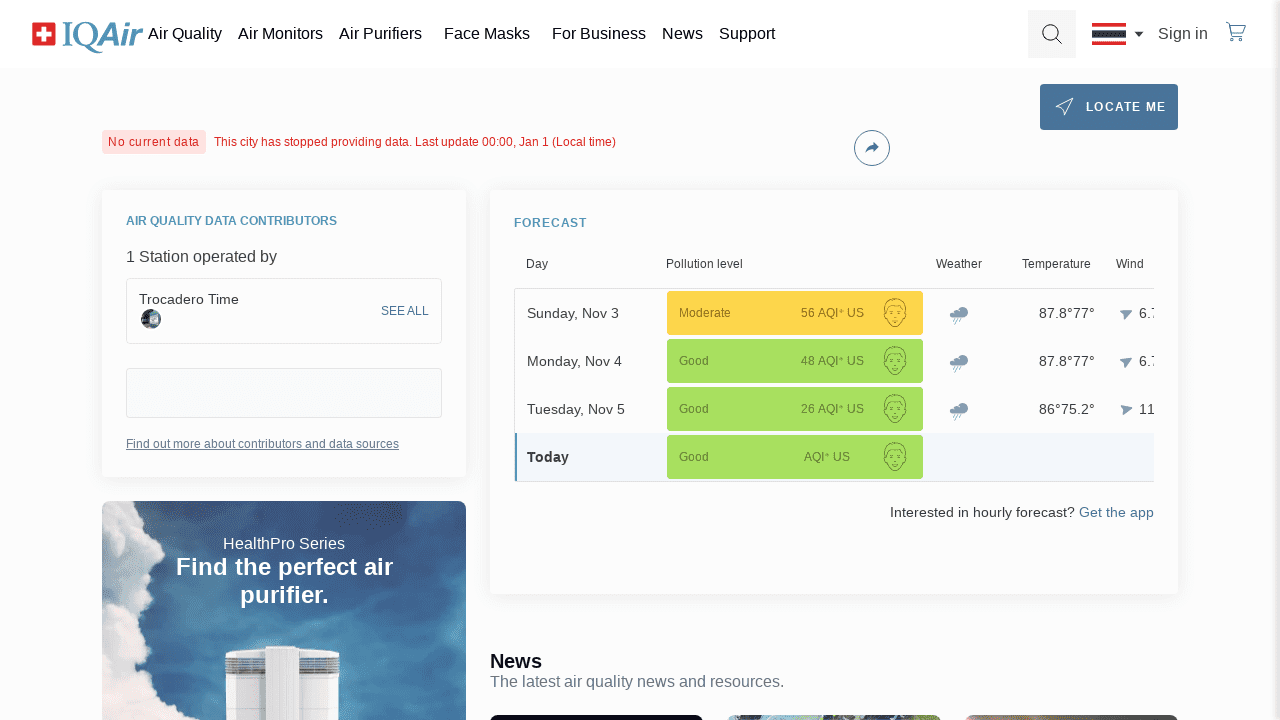 IQAir
Air Quality
Air Monitors
Air Purifiers
Face Masks
For Business
News
Support
Sign in
LOCATE ME
No current data
This city has stopped providing data. Last update 00:00, Jan 1 (Local time)
AIR QUALITY DATA CONTRIBUTORS
1 Station operated by
Trocadero Time
SEE ALL
Find out more about contributors and data sources
HealthPro Series
Find the perfect air
purifier.
FORECAST
Day Pollution level Weather Temperature Wind
Sunday, Nov 3 Moderate 56 AQI* US 87.8°77° 6.7
Monday, Nov 4 Good 48 AQI* US 87.8°77° 6.7
Tuesday, Nov 5 Good 26 AQI* US 86°75.2° 11
Today Good AQI* US
Interested in hourly forecast? Get the app
News
The latest air quality news and resources.